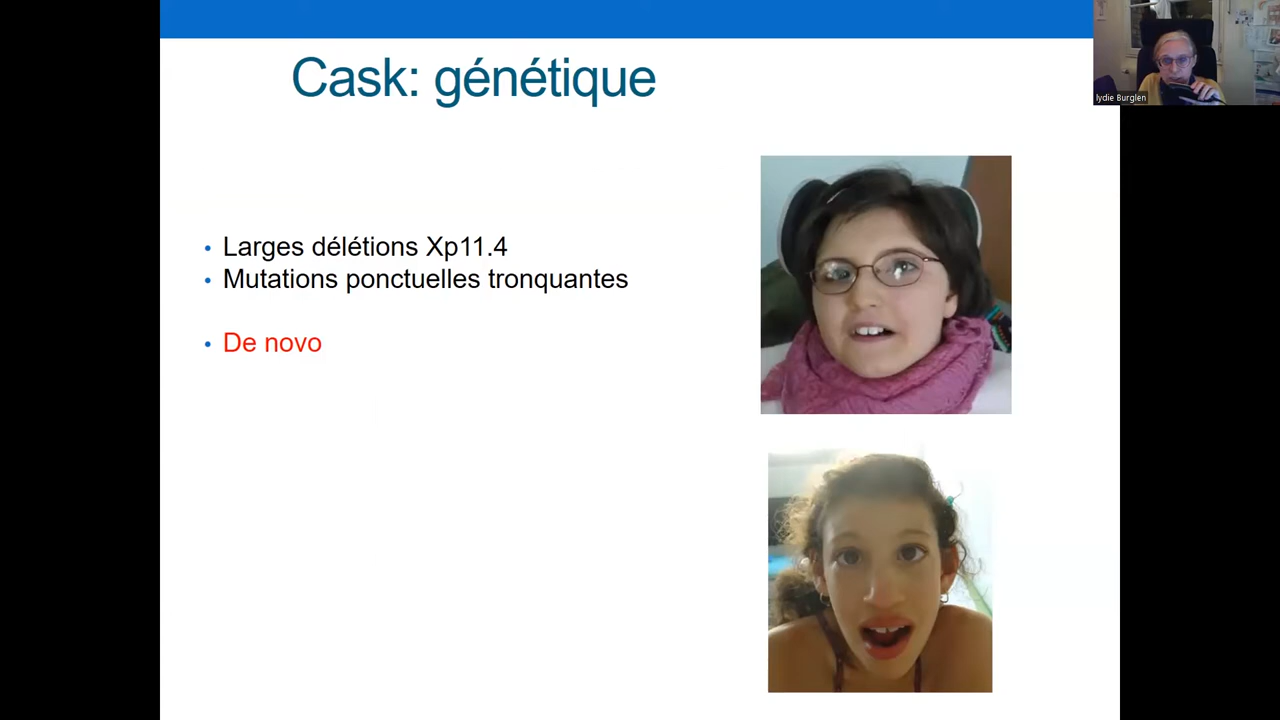 Cask: génétique
lydie Burglen
• Larges délétions Xp11.4
• Mutations ponctuelles tronquantes
• De novo